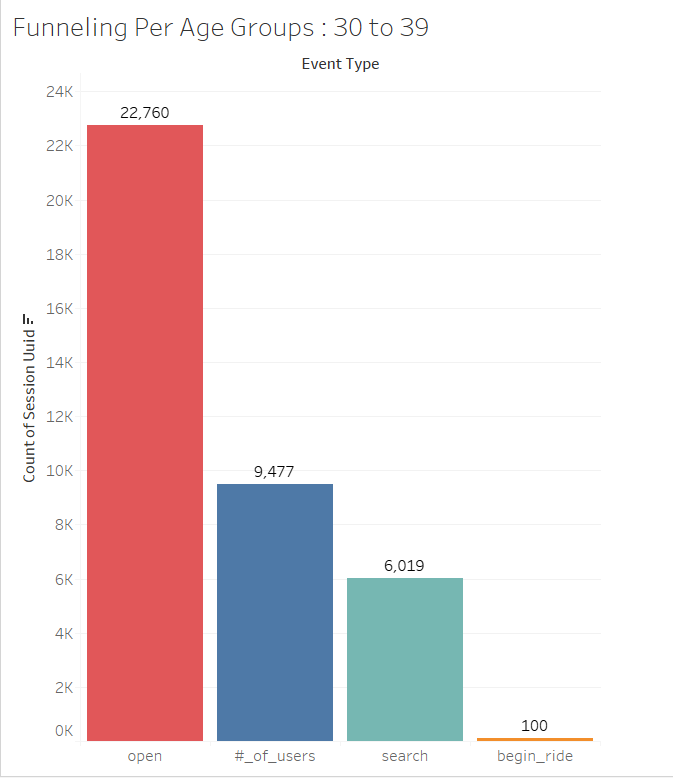 Funneling Per Age Groups : 30 to 39
Event Type
24K
22K
20K
18K
16K
14K
12K
10K
8K
6K
4K
2K
0K
Count of Session Uuid
22,760
9,477
6,019
100
open
#_of_users
search
begin_ride